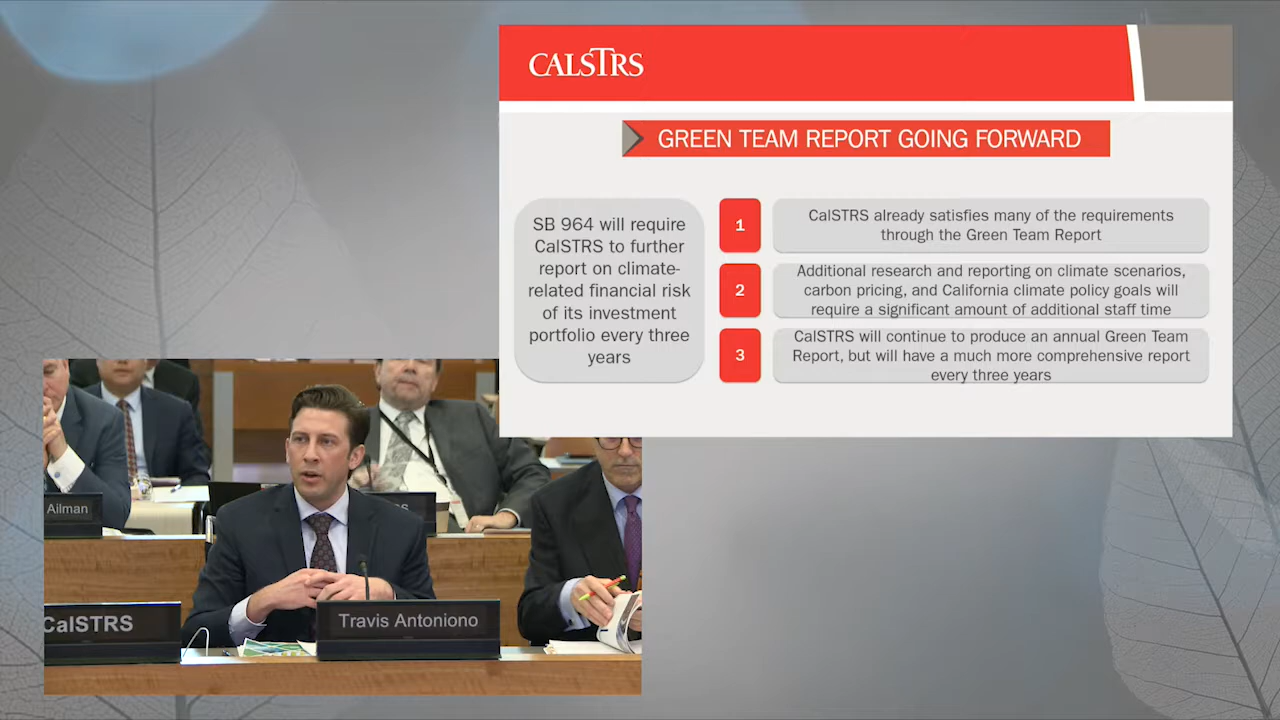 CALSTRS
GREEN TEAM REPORT GOING FORWARD
SB 964 will require
CalSTRS to further
report on climate-
related financial risk
of its investment
portfolio every three
years
1
CalSTRS already satisfies many of the requirements
through the Green Team Report
2
Additional research and reporting on climate scenarios,
carbon pricing, and California climate policy goals will
require a significant amount of additional staff time
3
CalSTRS will continue to produce an annual Green Team
Report, but will have a much more comprehensive report
every three years
Ailman
CalSTRS
Travis Antoniono